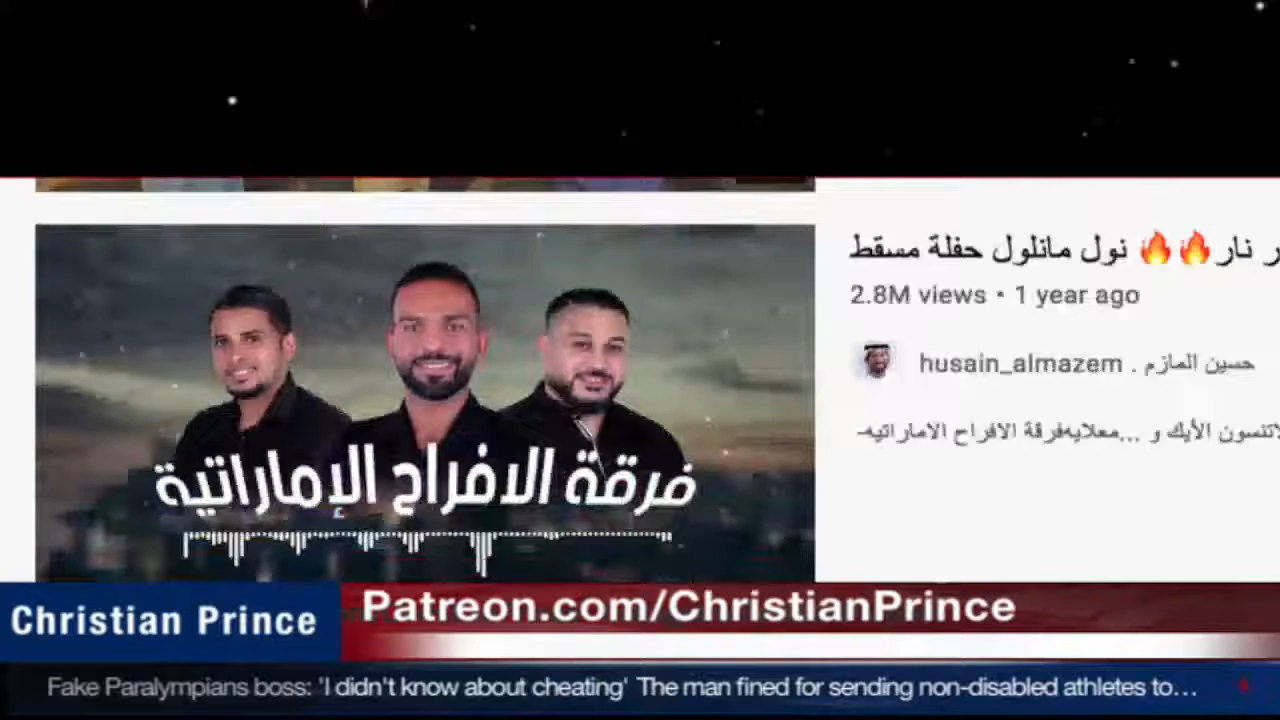 ر نار🔥🔥 نول مانلول حفلة مسقط
2.8M views • 1 year ago
husain_almazem . حسين المازم
لاتنسون الأيك و ...معلايهفرقة الافراح الاماراتيه-
فرقة الافراح الإماراتية
Christian Prince
Patreon.com/ChristianPrince
Fake Paralympians boss: 'I didn't know about cheating' The man fined for sending non-disabled athletes to…